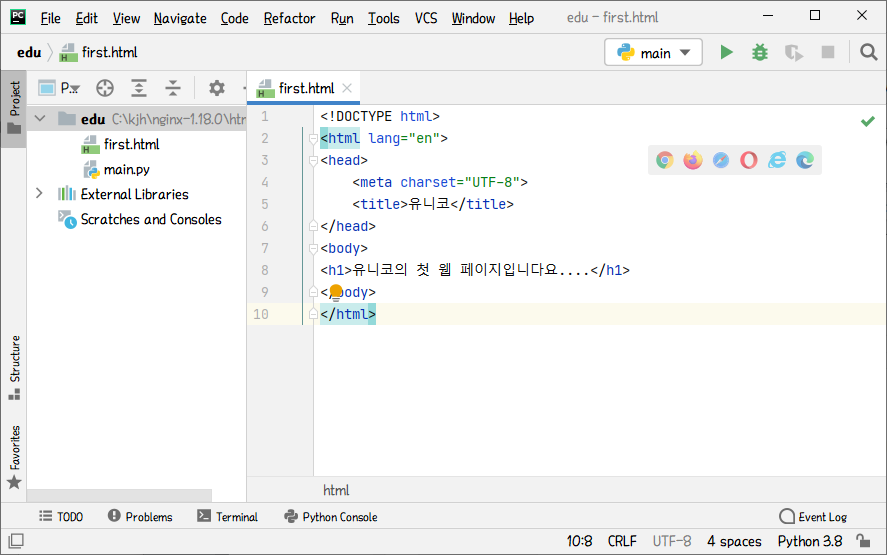 PC File Edit View Navigate Code Refactor Run Tools VCS Window Help edu - first.html
edu first.html main
P... first.html
Project
edu C:\kjh\nginx-1.18.0\htr
first.html
main.py
External Libraries
Scratches and Consoles
Structure
Favorites
1 <!DOCTYPE html>
2 <html lang="en">
3 <head>
4 <meta charset="UTF-8">
5 <title>유니코</title>
6 </head>
7 <body>
8 <h1>유니코의 첫 웹 페이지입니다요....</h1>
9 </body>
10 </html>
html
TODO Problems Terminal Python Console Event Log
10:8 CRLF UTF-8 4 spaces Python 3.8